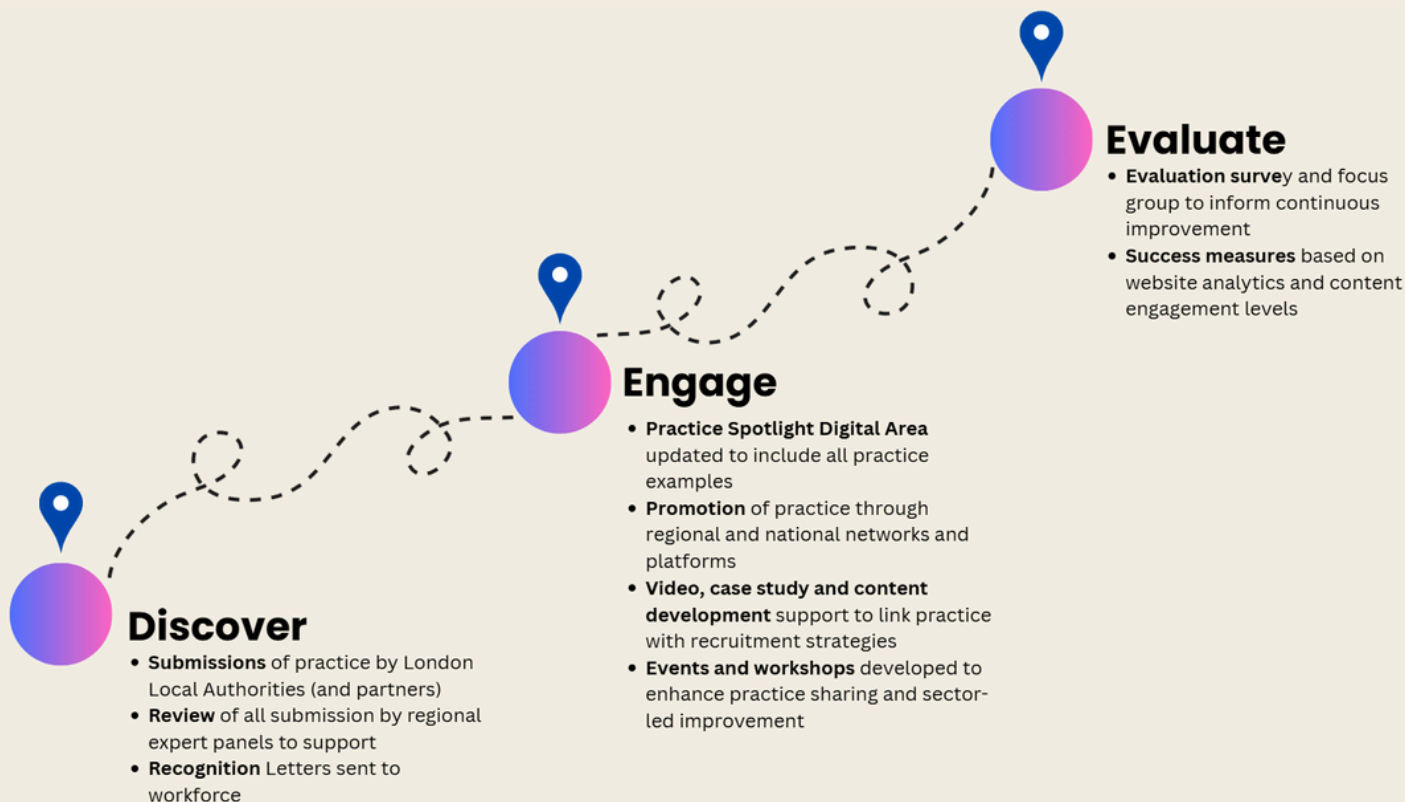 Discover
• Submissions of practice by London
Local Authorities (and partners)
• Review of all submission by regional
expert panels to support
• Recognition Letters sent to
workforce
Engage
• Practice Spotlight Digital Area
updated to include all practice
examples
• Promotion of practice through
regional and national networks and
platforms
• Video, case study and content
development support to link practice
with recruitment strategies
• Events and workshops developed to
enhance practice sharing and sector-
led improvement
Evaluate
• Evaluation survey and focus
group to inform continuous
improvement
• Success measures based on
website analytics and content
engagement levels